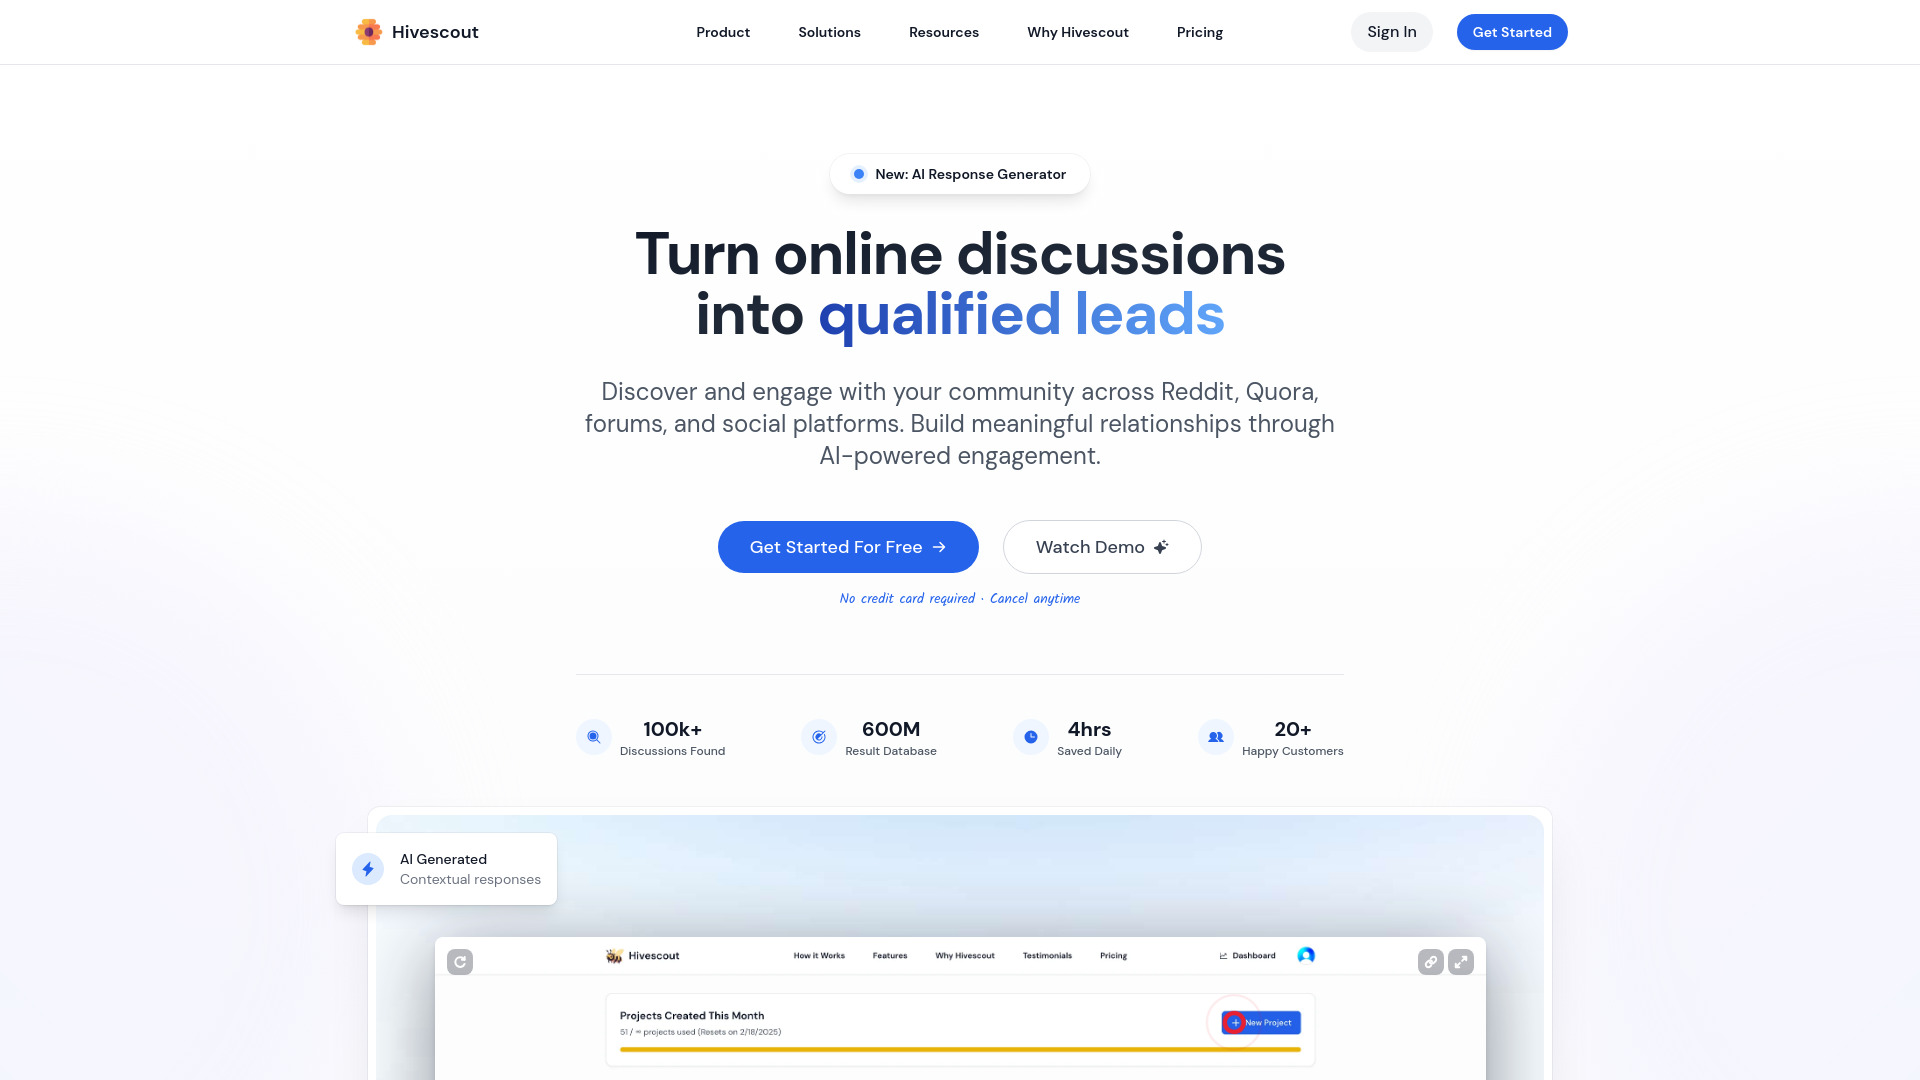 Hivescout
Product
Solutions
Resources
Why Hivescout
Pricing
Sign In
Get Started
New: AI Response Generator
Turn online discussions
into qualified leads
Discover and engage with your community across Reddit, Quora,
forums, and social platforms. Build meaningful relationships through
AI-powered engagement.
Get Started For Free →
Watch Demo
No credit card required · Cancel anytime
100k+
Discussions Found
600M
Result Database
4hrs
Saved Daily
20+
Happy Customers
AI Generated
Contextual responses
Hivescout
How it Works
Features
Why Hivescout
Testimonials
Pricing
Dashboard
Projects Created This Month
51 / ∞ projects used (Resets on 2/18/2025)
+ New Project